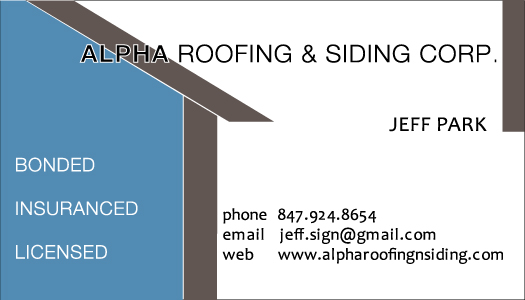 ALPHA ROOFING & SIDING CORP.
JEFF PARK
BONDED
INSURANCED
LICENSED
phone 847.924.8654
email jeff.sign@gmail.com
web www.alpharoofingnsiding.com